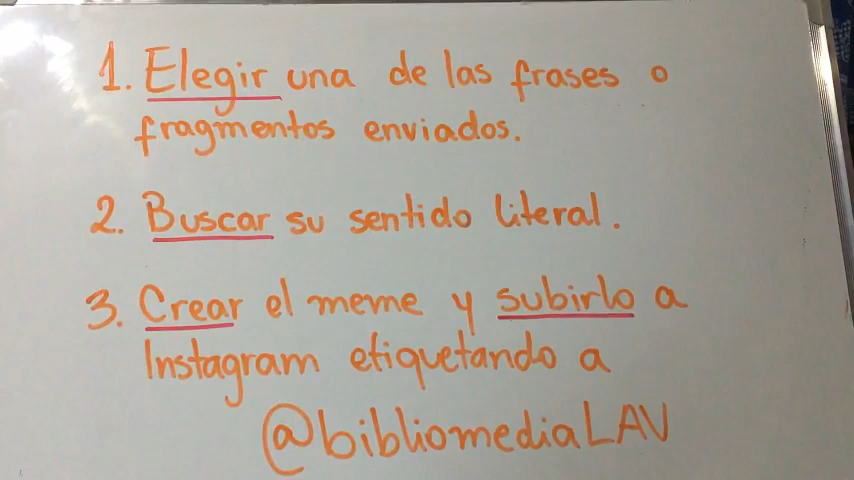 1. Elegir una de las frases o
fragmentos enviados.
2. Buscar su sentido literal.
3. Crear el meme y subirlo a
Instagram etiquetando a
@bibliomediaLAV